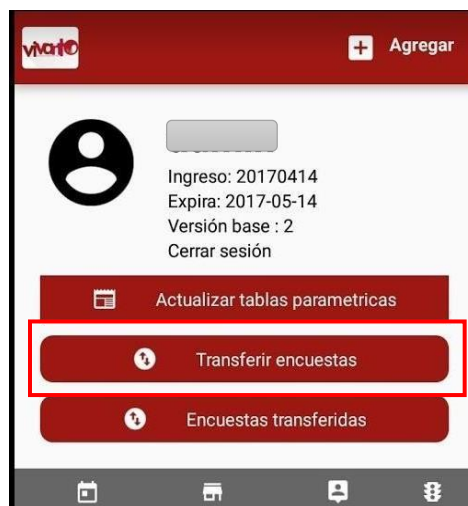 vivanto
Agregar
Ingreso: 20170414
Expira: 2017-05-14
Versión base : 2
Cerrar sesión
Actualizar tablas parametricas
Transferir encuestas
Encuestas transferidas